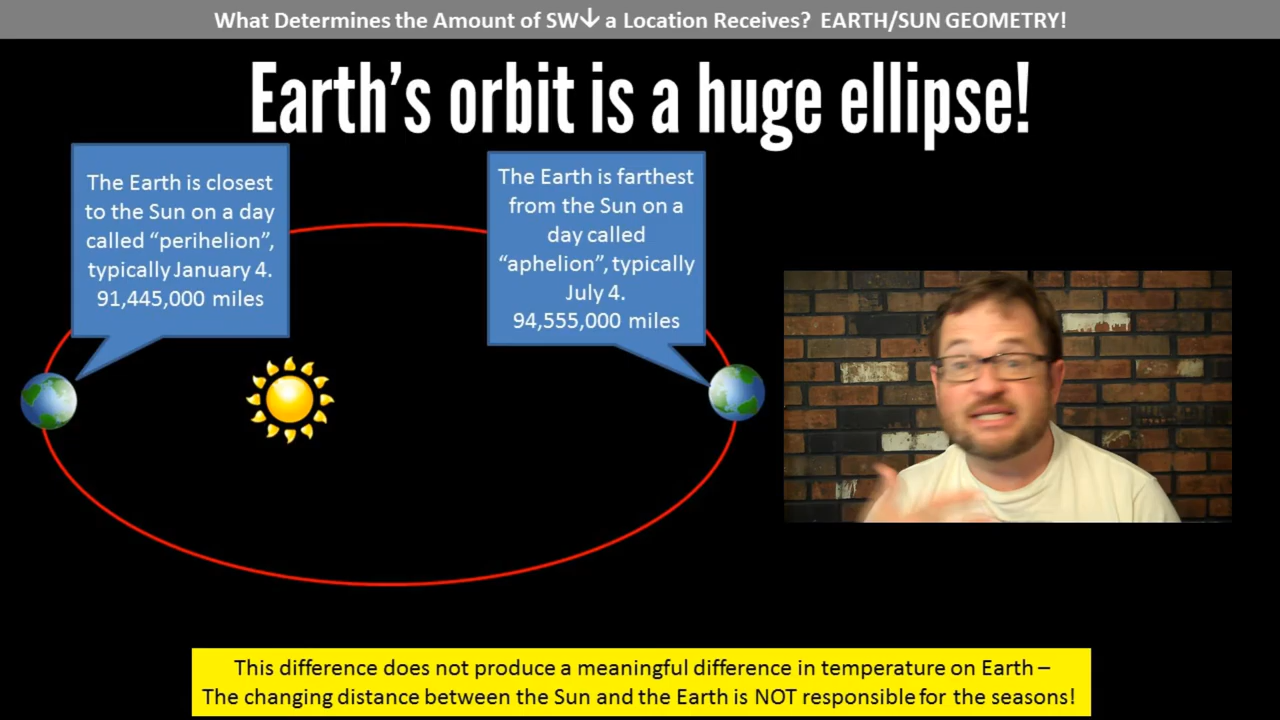 What Determines the Amount of SW↓ a Location Receives?  EARTH/SUN GEOMETRY!
Earth's orbit is a huge ellipse!
The Earth is closest
to the Sun on a day
called “perihelion”,
typically January 4.
91,445,000 miles
The Earth is farthest
from the Sun on a
day called
“aphelion”, typically
July 4.
94,555,000 miles
This difference does not produce a meaningful difference in temperature on Earth –
The changing distance between the Sun and the Earth is NOT responsible for the seasons!